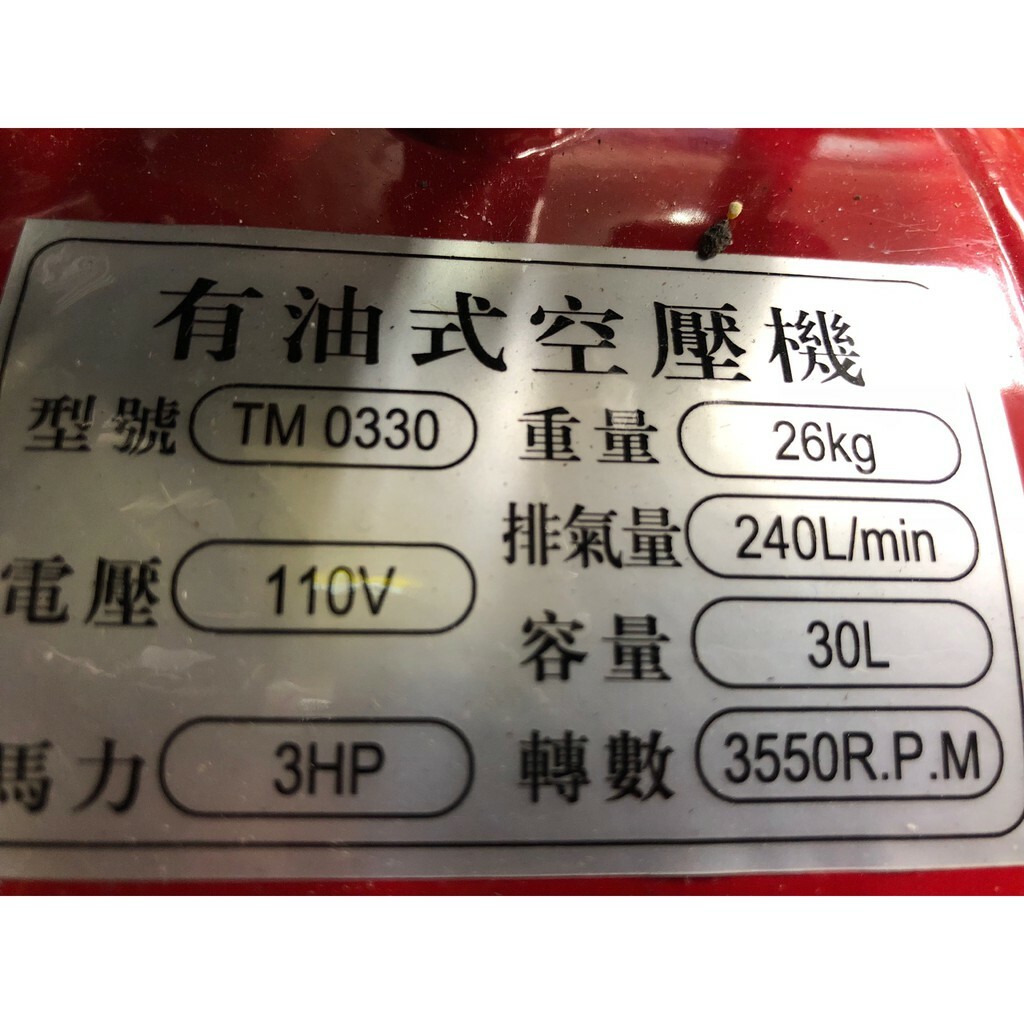 有油式空壓機
型號 TM 0330 重量 26kg
排氣量 240L/min
電壓 110V
容量 30L
馬力 3HP 轉數 3550R.P.M